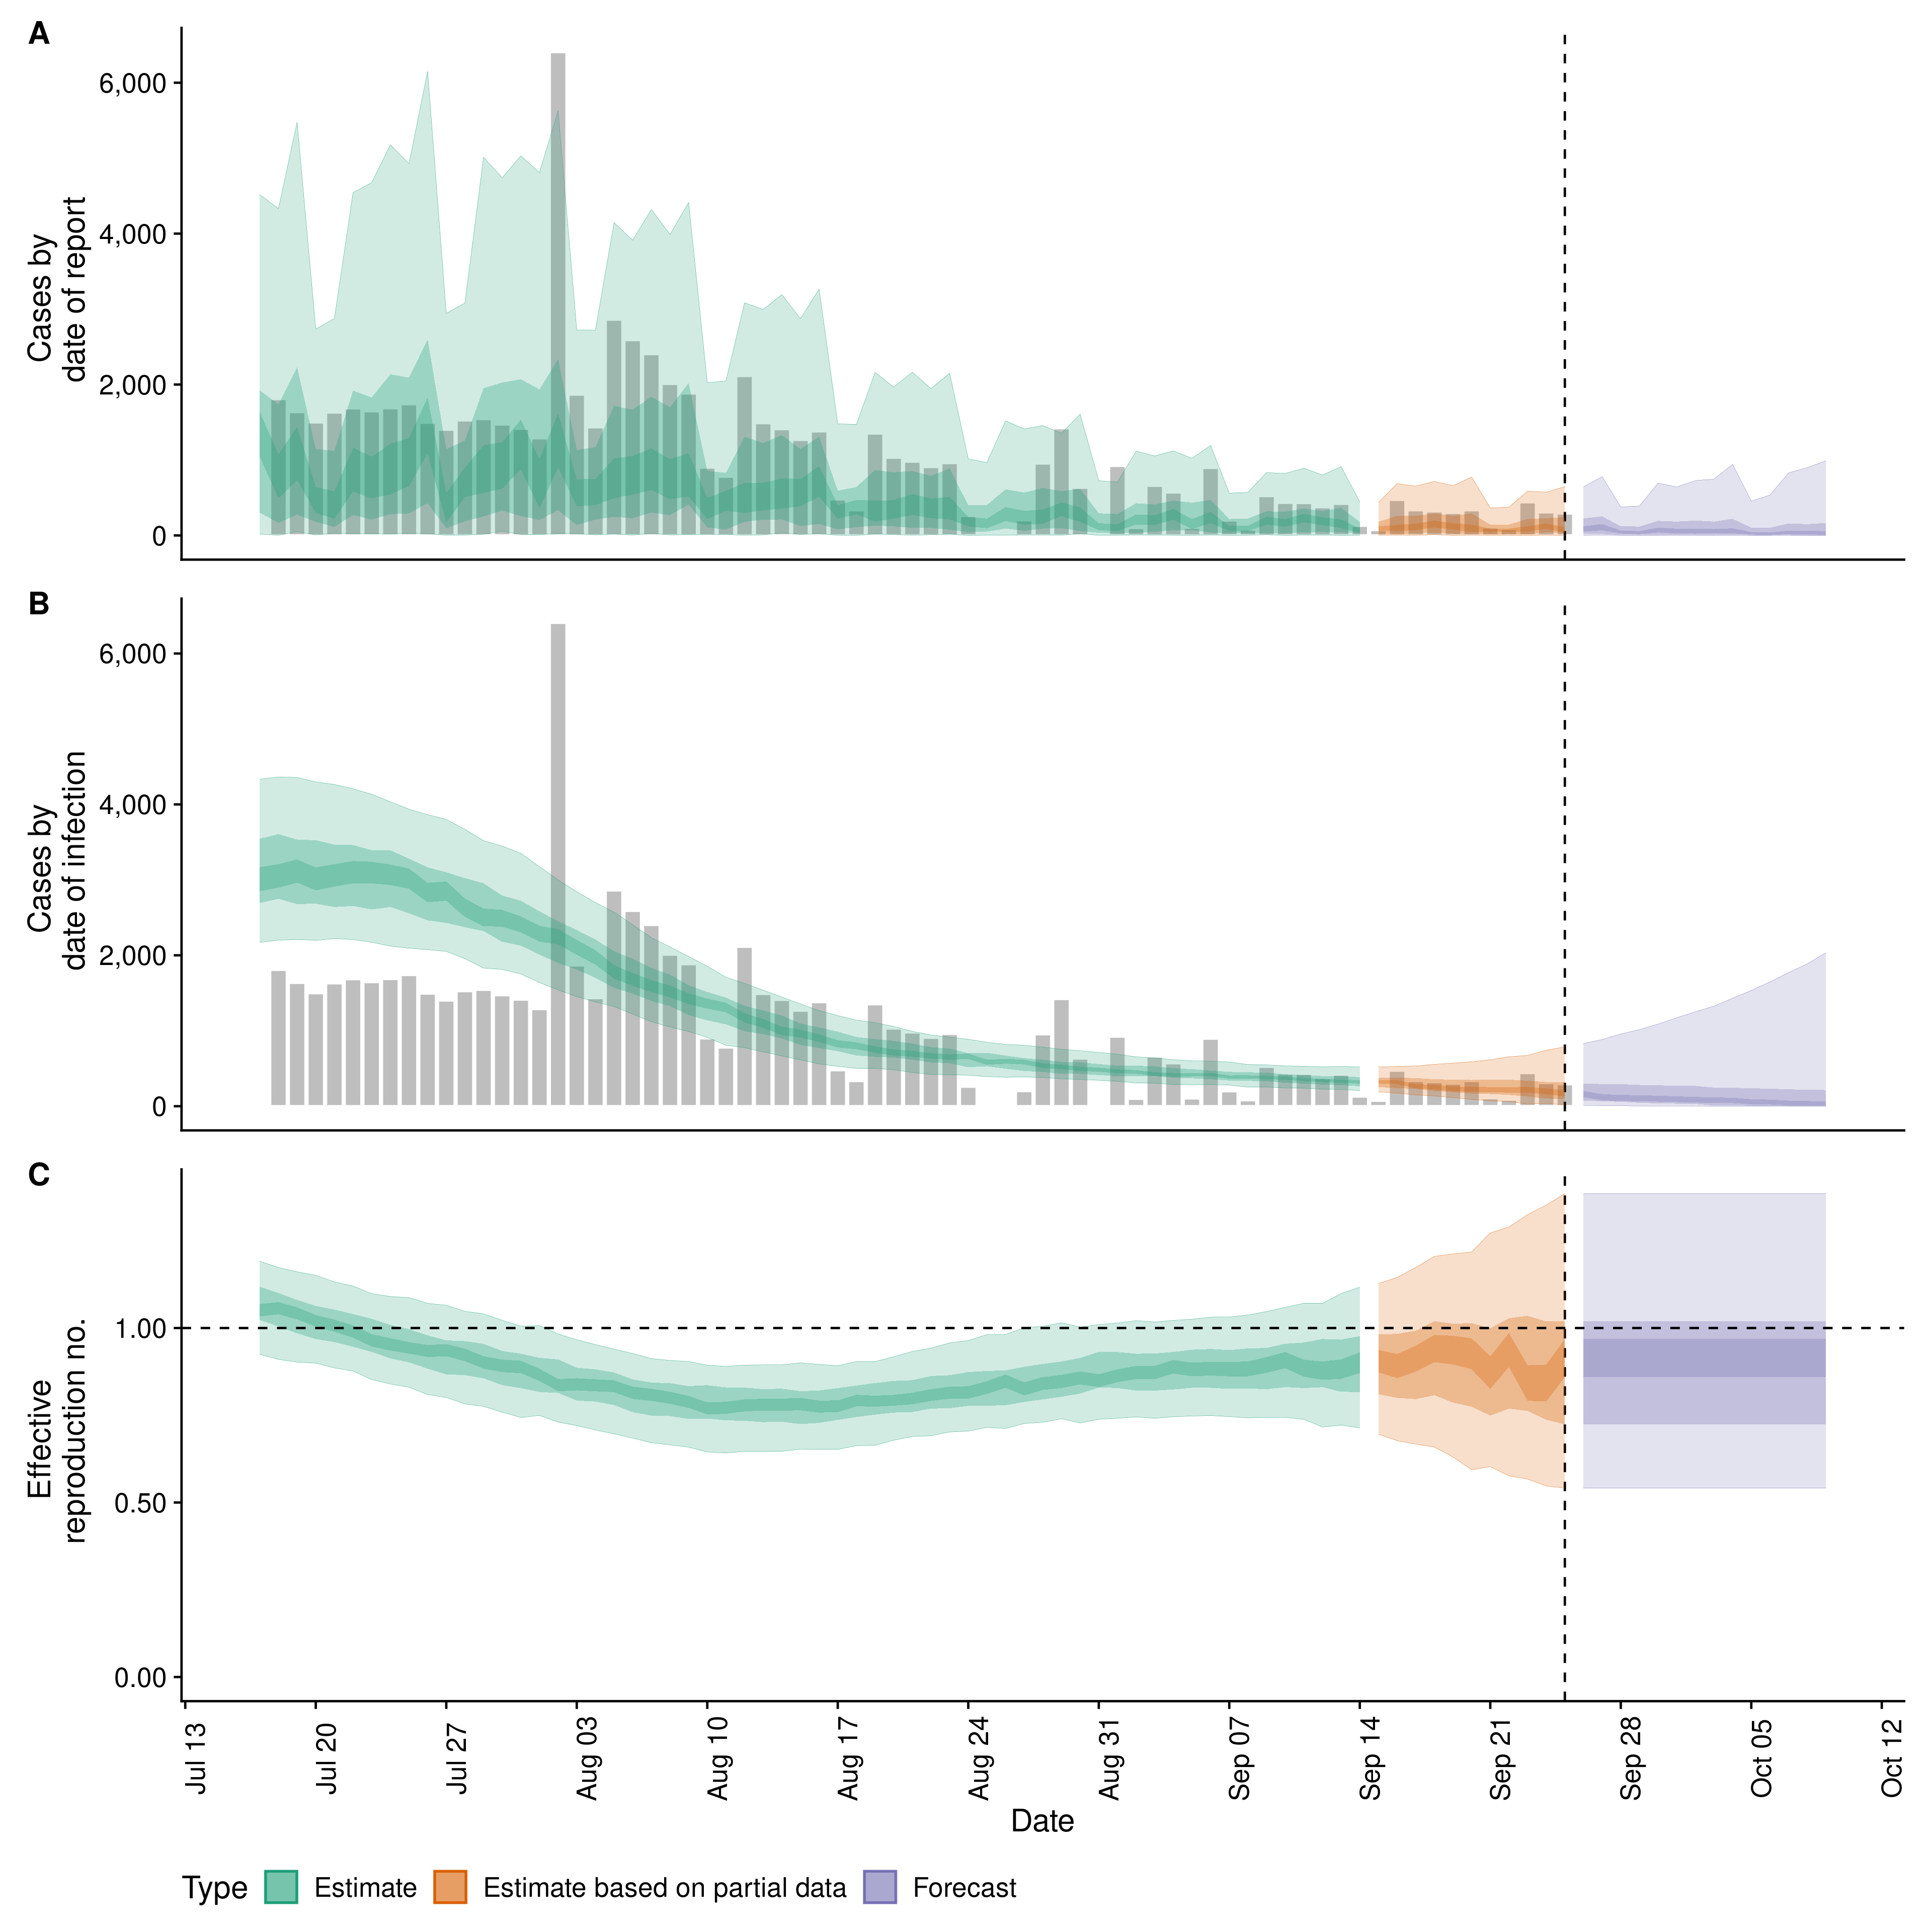 A
Cases by
date of report
6,000
4,000
2,000
0
B
Cases by
date of infection
6,000
4,000
2,000
0
C
Effective
reproduction no.
1.00
0.50
0.00
Jul 13
Jul 20
Jul 27
Aug 03
Aug 10
Aug 17
Aug 24
Aug 31
Sep 07
Sep 14
Sep 21
Sep 28
Oct 05
Oct 12
Date
Type Estimate Estimate based on partial data Forecast